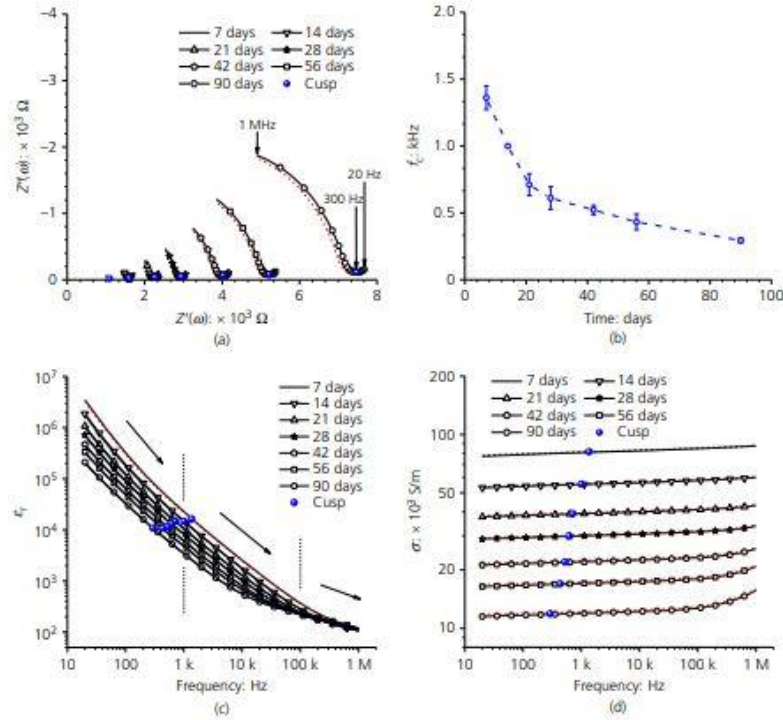 −4
−3
−2
−1
0
Z″(ω): × 10³ Ω
7 days
14 days
21 days
28 days
42 days
56 days
90 days
Cusp
1 MHz
20 Hz
300 Hz
0
2
4
6
8
Z″(ω): × 10³ Ω
(a)
2.0
1.5
1.0
0.5
0
f_c: kHz
0
20
40
60
80
100
Time: days
(b)
10⁷
10⁶
10⁵
10⁴
10³
10²
ε_r
7 days
14 days
21 days
28 days
42 days
56 days
90 days
Cusp
10
100
1 k
10 k
100 k
1 M
Frequency: Hz
(c)
200
100
50
20
10
σ: × 10³ S/m
7 days
14 days
21 days
28 days
42 days
56 days
90 days
Cusp
10
100
1 k
10 k
100 k
1 M
Frequency: Hz
(d)